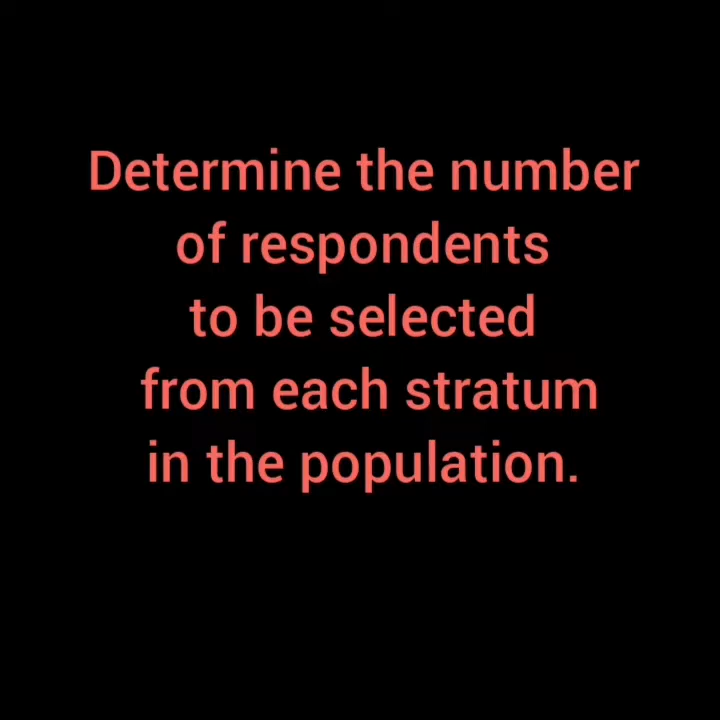 Determine the number
of respondents
to be selected
from each stratum
in the population.